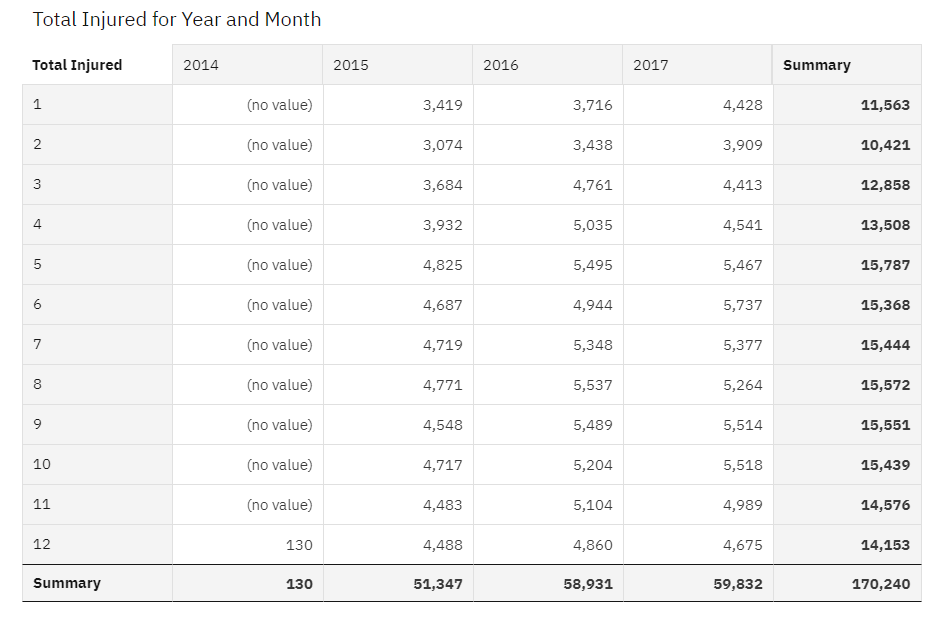 Total Injured for Year and Month
Total Injured 2014 2015 2016 2017 Summary
1 (no value) 3,419 3,716 4,428 11,563
2 (no value) 3,074 3,438 3,909 10,421
3 (no value) 3,684 4,761 4,413 12,858
4 (no value) 3,932 5,035 4,541 13,508
5 (no value) 4,825 5,495 5,467 15,787
6 (no value) 4,687 4,944 5,737 15,368
7 (no value) 4,719 5,348 5,377 15,444
8 (no value) 4,771 5,537 5,264 15,572
9 (no value) 4,548 5,489 5,514 15,551
10 (no value) 4,717 5,204 5,518 15,439
11 (no value) 4,483 5,104 4,989 14,576
12 130 4,488 4,860 4,675 14,153
Summary 130 51,347 58,931 59,832 170,240